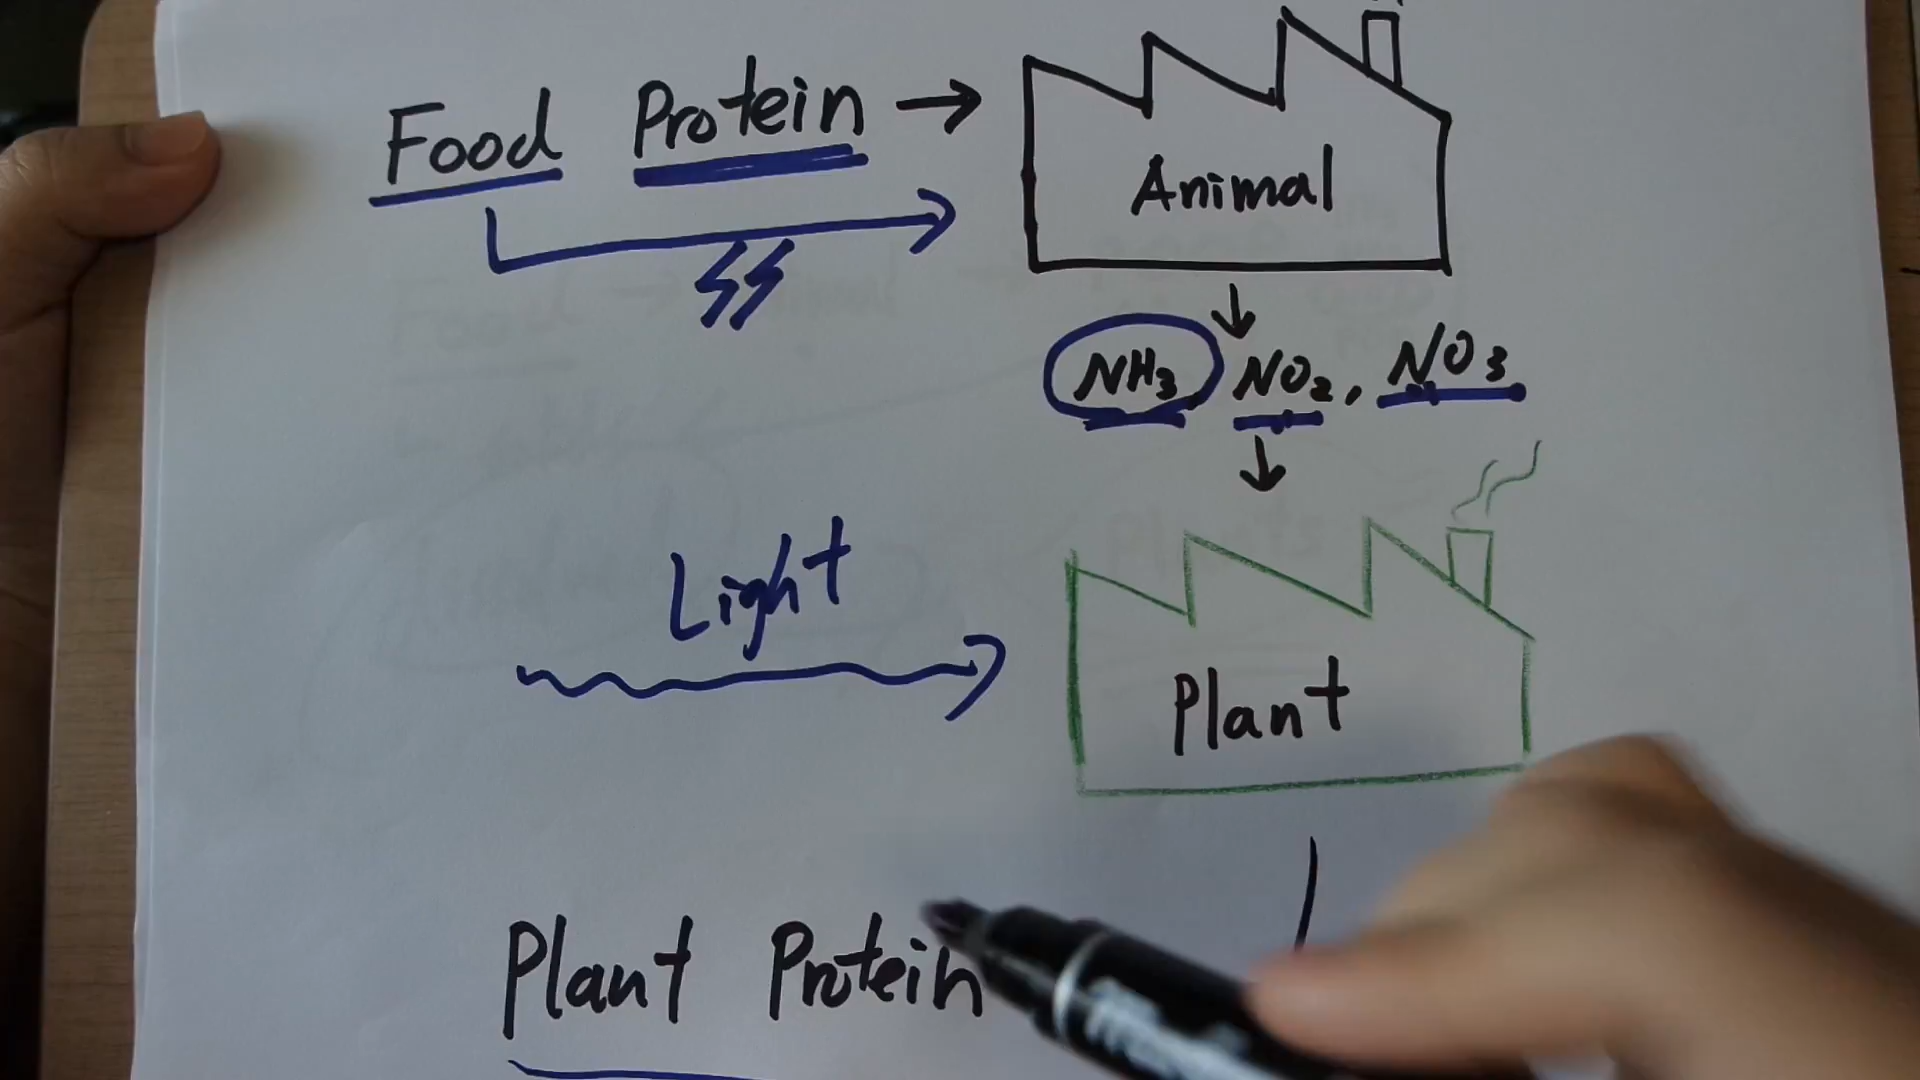 Food Protein →
Animal
NH3 NO2, NO3
Light
Plant
Plant Protein